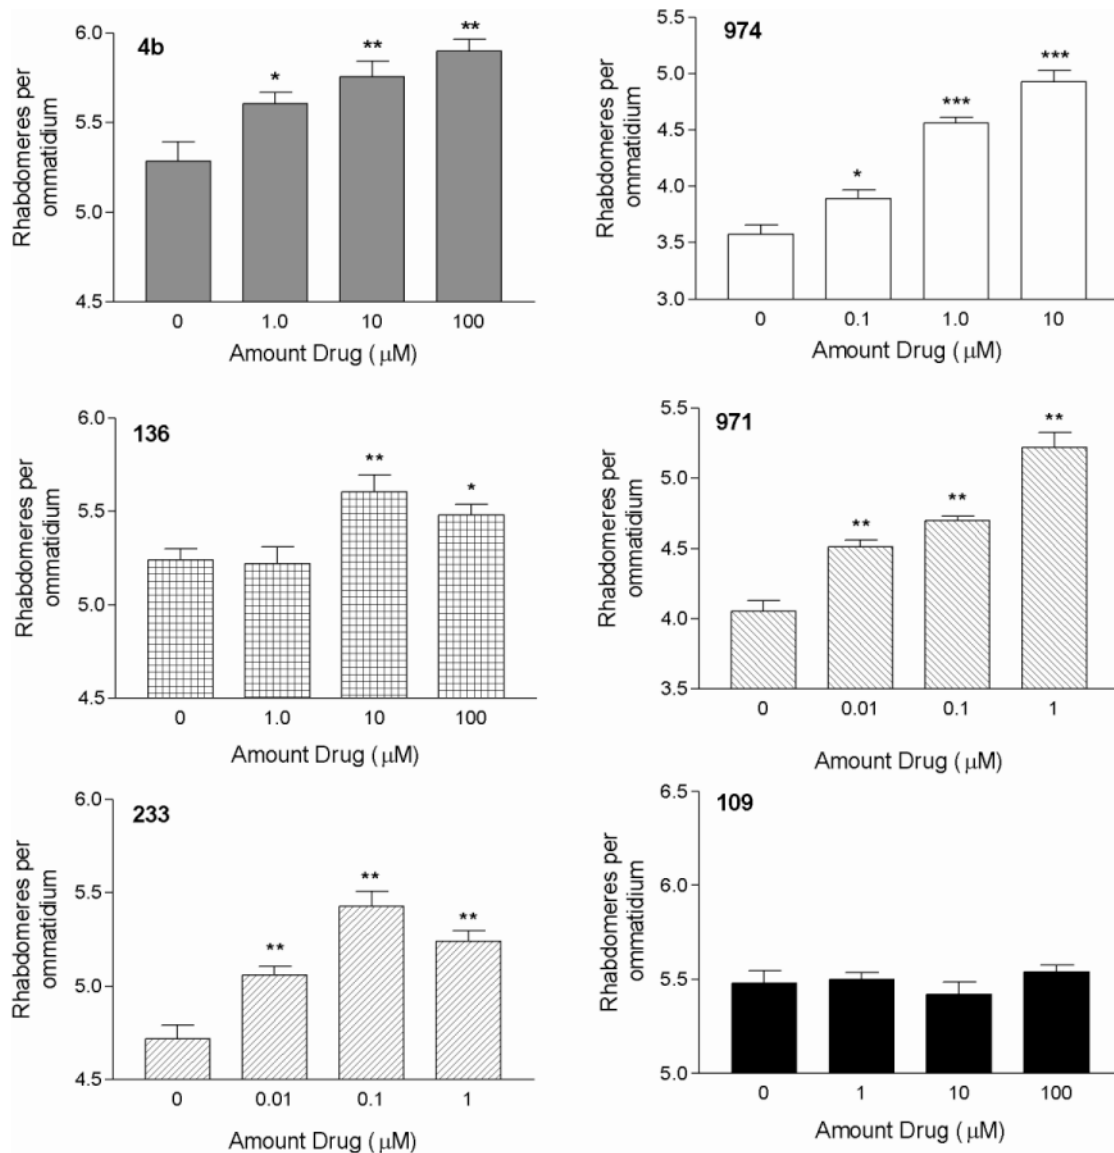 4b
Rhabdomeres per
ommatidium
6.0
5.5
5.0
4.5
*
**
**
0 1.0 10 100
Amount Drug ( μM)
974
Rhabdomeres per
ommatidium
5.5
5.0
4.5
4.0
3.5
3.0
*
***
***
0 0.1 1.0 10
Amount Drug ( μM)
136
Rhabdomeres per
ommatidium
6.0
5.5
5.0
4.5
**
*
0 1.0 10 100
Amount Drug ( μM)
971
Rhabdomeres per
ommatidium
5.5
5.0
4.5
4.0
3.5
**
**
**
0 0.01 0.1 1
Amount Drug ( μM)
233
Rhabdomeres per
ommatidium
6.0
5.5
5.0
4.5
**
**
**
0 0.01 0.1 1
Amount Drug ( μM)
109
Rhabdomeres per
ommatidium
6.5
6.0
5.5
5.0
0 1 10 100
Amount Drug ( μM)